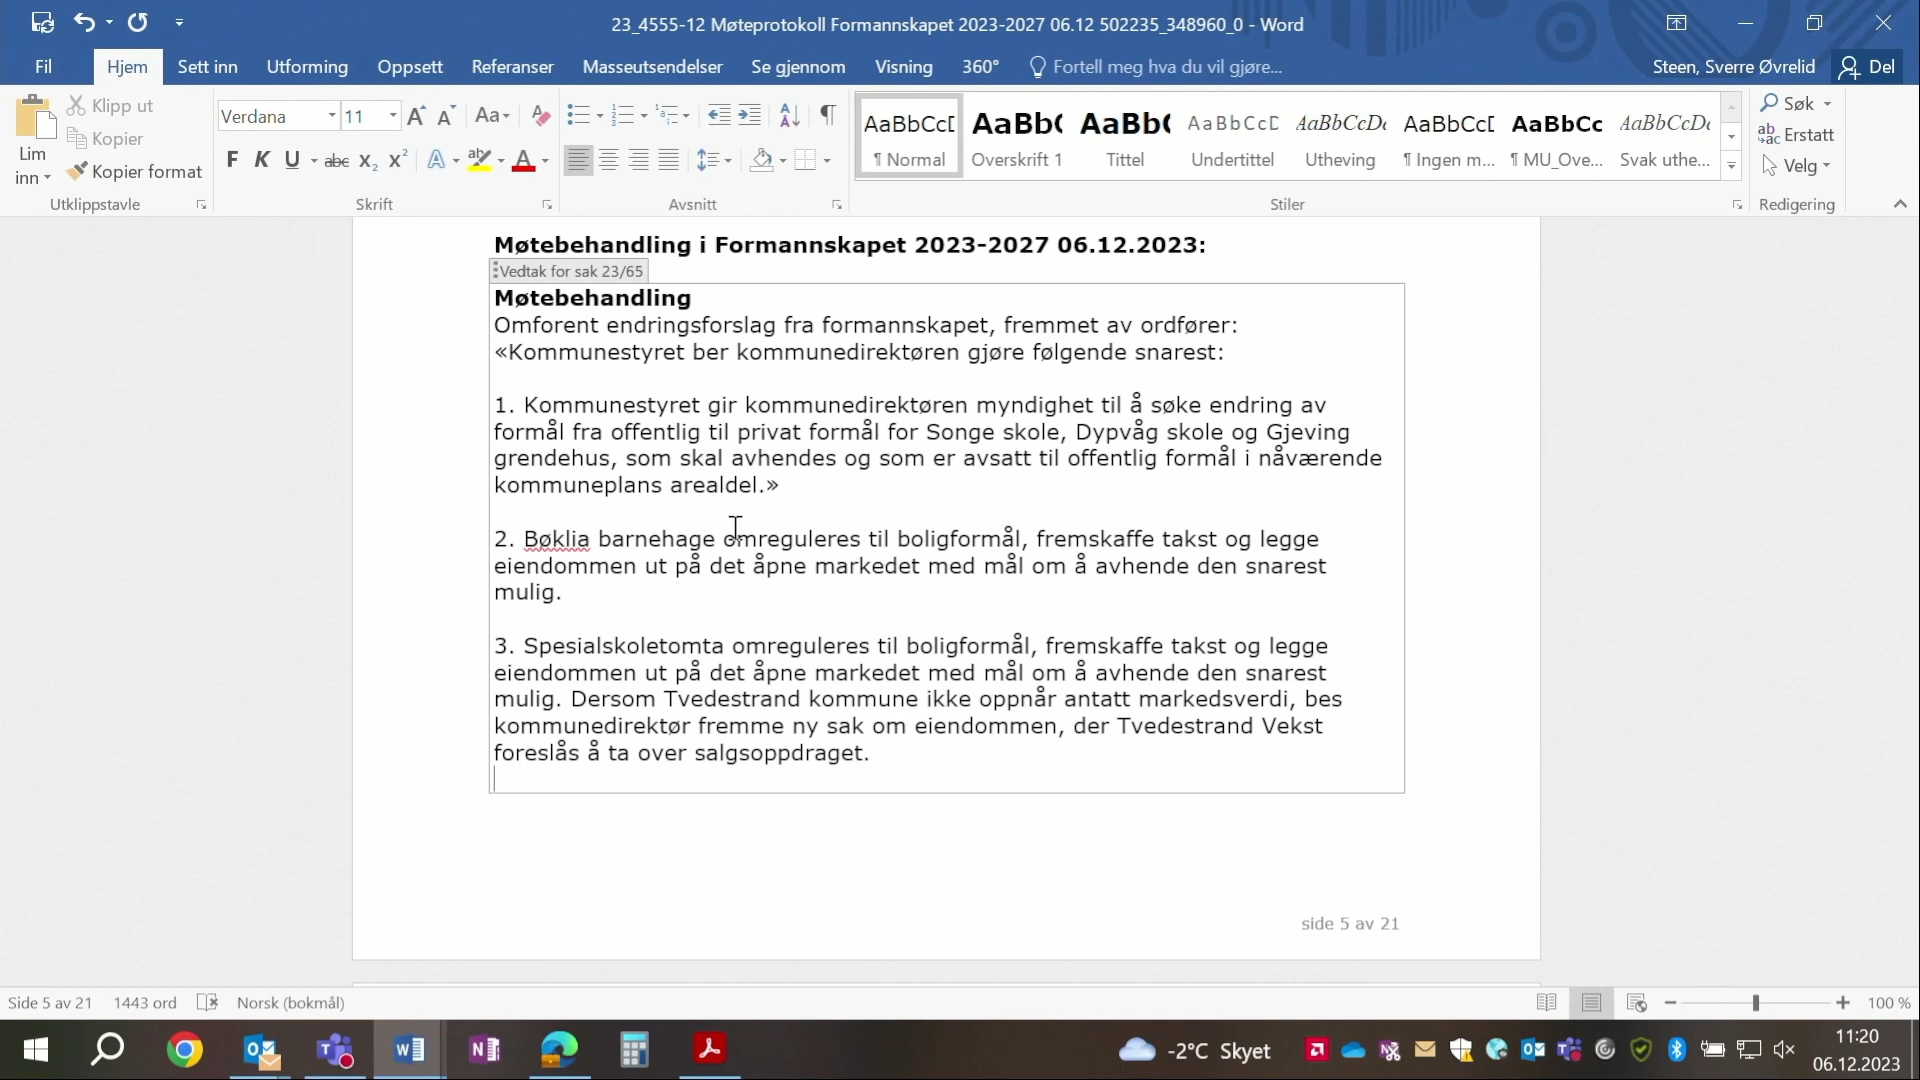 23_4555-12 Møteprotokoll Formannskapet 2023-2027 06.12 502235_348960_0 - Word
Fil Hjem Sett inn Utforming Oppsett Referanser Masseutsendelser Se gjennom Visning 360° Fortell meg hva du vil gjøre... Steen, Sverre Øvrelid Del
Lim inn
Klipp ut
Kopier
Kopier format
Utklippstavle
Verdana 11
Skrift
Avsnitt
AaBbCcD AaBb( AaBb( AaBbCcD AaBbCcDc AaBbCcD AaBbCc AaBbCcDc
¶ Normal Overskrift 1 Tittel Undertittel Utheving ¶ Ingen m... ¶ MU_Ove... Svak uthe...
Stiler
Søk
Erstatt
Velg
Redigering
Møtebehandling i Formannskapet 2023-2027 06.12.2023:
Vedtak for sak 23/65
Møtebehandling
Omforent endringsforslag fra formannskapet, fremmet av ordfører:
«Kommunestyret ber kommunedirektøren gjøre følgende snarest:
1. Kommunestyret gir kommunedirektøren myndighet til å søke endring av
formål fra offentlig til privat formål for Songe skole, Dypvåg skole og Gjeving
grendehus, som skal avhendes og som er avsatt til offentlig formål i nåværende
kommuneplans arealdel.»
2. Bøklia barnehage omreguleres til boligformål, fremskaffe takst og legge
eiendommen ut på det åpne markedet med mål om å avhende den snarest
mulig.
3. Spesialskoletomta omreguleres til boligformål, fremskaffe takst og legge
eiendommen ut på det åpne markedet med mål om å avhende den snarest
mulig. Dersom Tvedestrand kommune ikke oppnår antatt markedsverdi, bes
kommunedirektør fremme ny sak om eiendommen, der Tvedestrand Vekst
foreslås å ta over salgsoppdraget.
side 5 av 21
Side 5 av 21 1443 ord Norsk (bokmål) 100 %
-2°C Skyet
11:20
06.12.2023